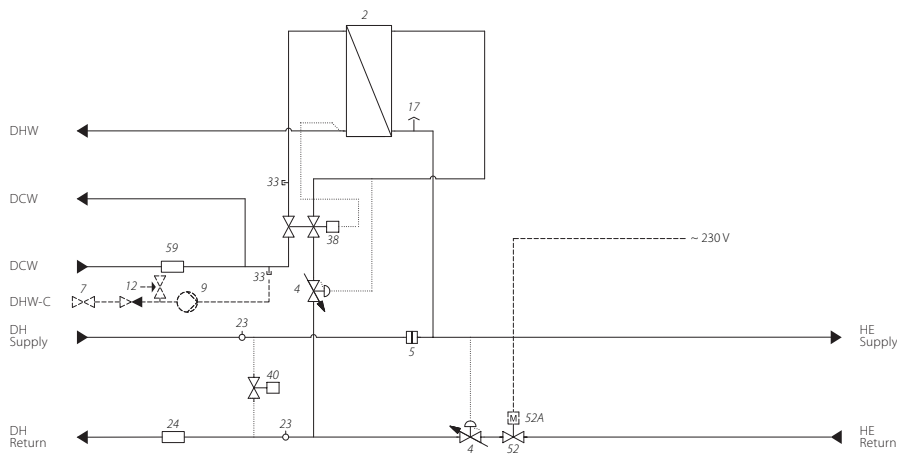 2
17
DHW
33
DCW
38
59
DCW
~ 230 V
33
7
12
9
4
DHW-C
23
DH
Supply
5
HE
Supply
40
24
23
52A
M
DH
Return
4
52
HE
Return